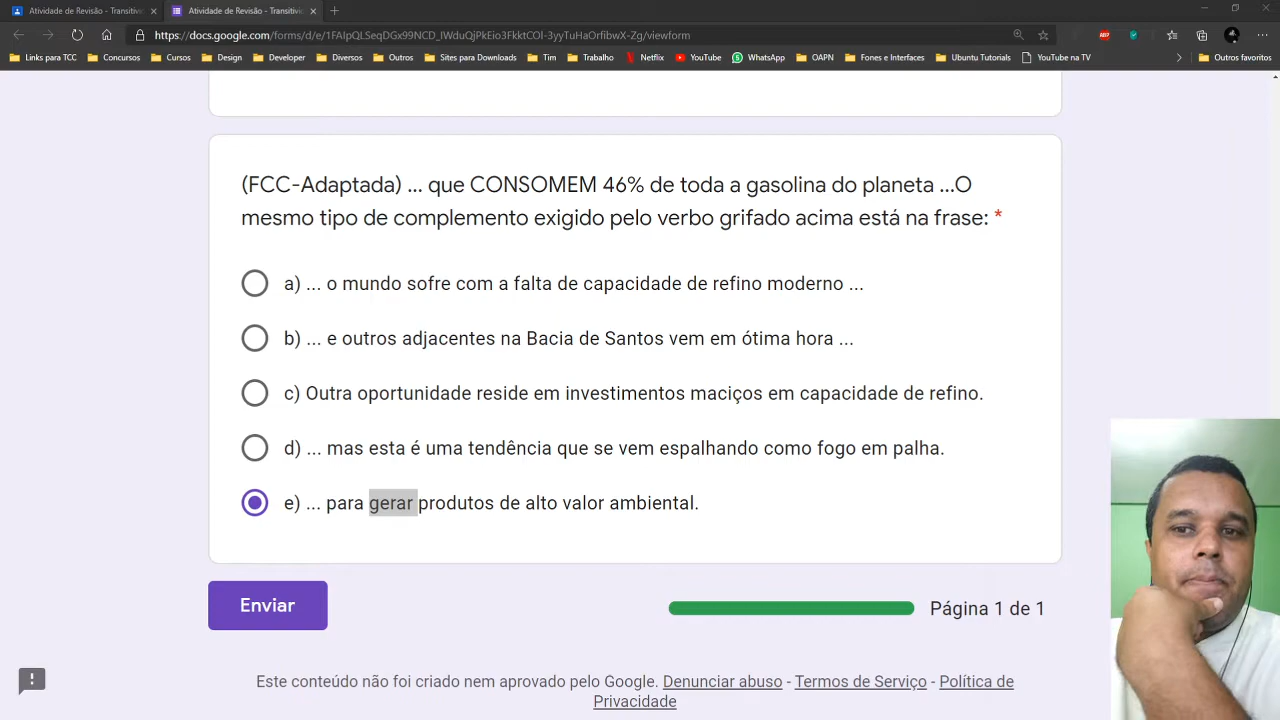 Atividade de Revisão - Transitivid
Atividade de Revisão - Transitivid
https://docs.google.com/forms/d/e/1FAIpQLSeqDGx99NCD_IWduQjPkEio3FkktCOl-3yyTuHaOrfibwX-Zg/viewform
Links para TCC Concursos Cursos Design Developer Diversos Outros Sites para Downloads Tim Trabalho Netflix YouTube WhatsApp OAPN Fones e Interfaces Ubuntu Tutorials YouTube na TV Outros favoritos
(FCC-Adaptada) ... que CONSOMEM 46% de toda a gasolina do planeta ...O
mesmo tipo de complemento exigido pelo verbo grifado acima está na frase: *
a) ... o mundo sofre com a falta de capacidade de refino moderno ...
b) ... e outros adjacentes na Bacia de Santos vem em ótima hora ...
c) Outra oportunidade reside em investimentos maciços em capacidade de refino.
d) ... mas esta é uma tendência que se vem espalhando como fogo em palha.
e) ... para gerar produtos de alto valor ambiental.
Enviar
Página 1 de 1
Este conteúdo não foi criado nem aprovado pelo Google. Denunciar abuso - Termos de Serviço - Política de
Privacidade